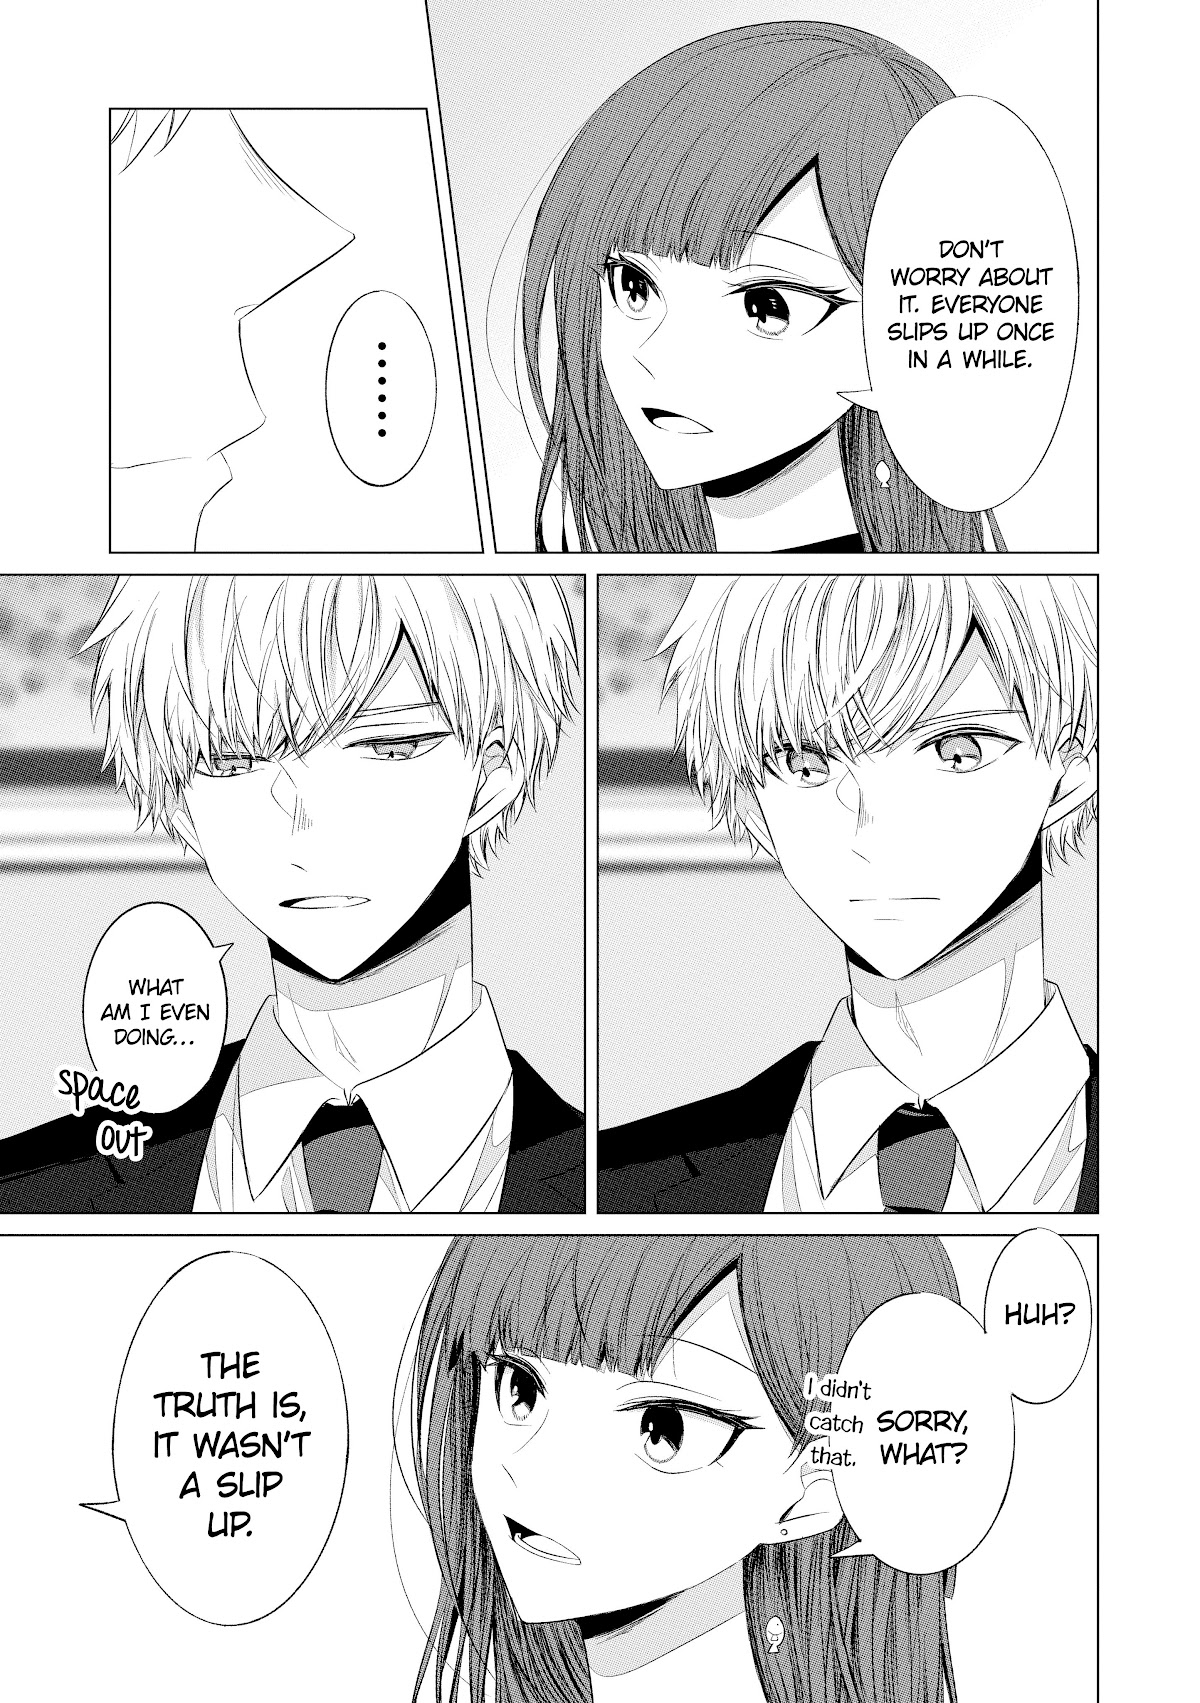 DON'T
WORRY ABOUT
IT. EVERYONE
SLIPS UP ONCE
IN A WHILE.
......
WHAT
AM I EVEN
DOING...
space
out
HUH?
SORRY,
WHAT?
I didn't
catch
that.
THE
TRUTH IS,
IT WASN'T
A SLIP
UP.